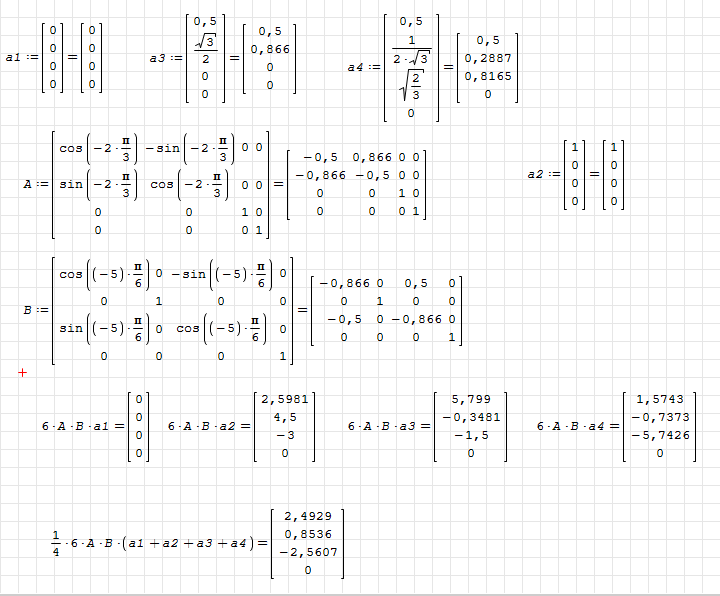 a1 := [0; 0; 0; 0] = [0; 0; 0; 0]
a3 := [0,5; √3/2; 0; 0] = [0,5; 0,866; 0; 0]
a4 := [0,5; 1/(2·√3); √(2/3); 0] = [0,5; 0,2887; 0,8165; 0]
A := [cos(−2·π/3) −sin(−2·π/3) 0 0; sin(−2·π/3) cos(−2·π/3) 0 0; 0 0 1 0; 0 0 0 1] = [−0,5 0,866 0 0; −0,866 −0,5 0 0; 0 0 1 0; 0 0 0 1]
a2 := [1; 0; 0; 0] = [1; 0; 0; 0]
B := [cos((−5)·π/6) 0 −sin((−5)·π/6) 0; 0 1 0 0; sin((−5)·π/6) 0 cos((−5)·π/6) 0; 0 0 0 1] = [−0,866 0 0,5 0; 0 1 0 0; −0,5 0 −0,866 0; 0 0 0 1]
6·A·B·a1 = [0; 0; 0; 0]
6·A·B·a2 = [2,5981; 4,5; −3; 0]
6·A·B·a3 = [5,799; −0,3481; −1,5; 0]
6·A·B·a4 = [1,5743; −0,7373; −5,7426; 0]
1/4·6·A·B·(a1+a2+a3+a4) = [2,4929; 0,8536; −2,5607; 0]